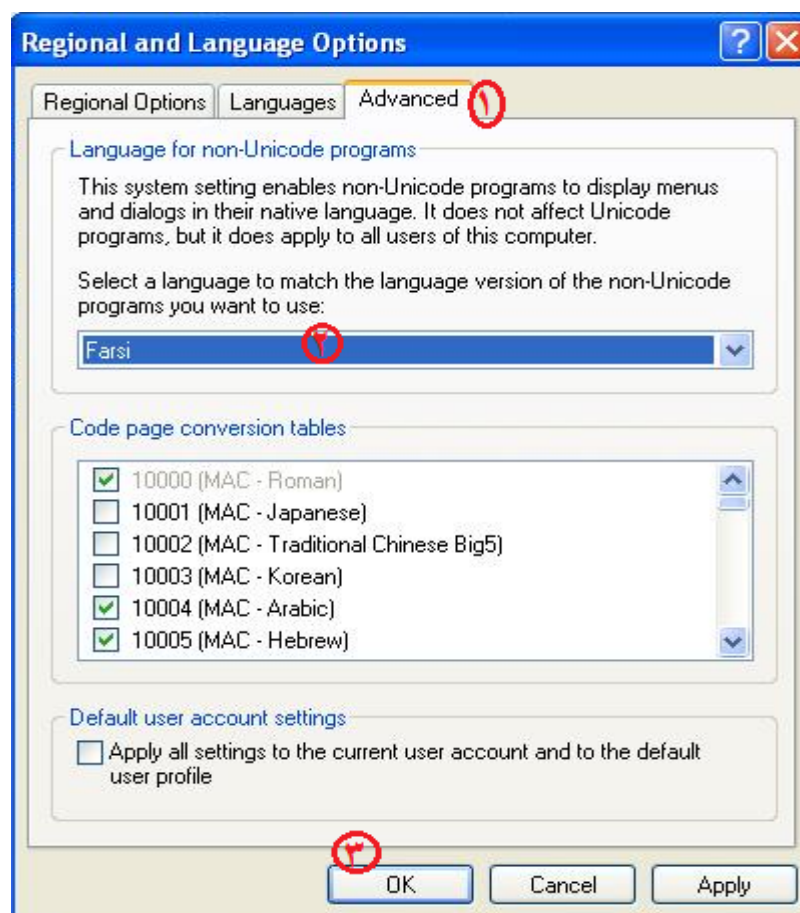 Regional and Language Options
Regional Options Languages Advanced ۱
Language for non-Unicode programs
This system setting enables non-Unicode programs to display menus
and dialogs in their native language. It does not affect Unicode
programs, but it does apply to all users of this computer.
Select a language to match the language version of the non-Unicode
programs you want to use:
Farsi ۲
Code page conversion tables
10000 (MAC - Roman)
10001 (MAC - Japanese)
10002 (MAC - Traditional Chinese Big5)
10003 (MAC - Korean)
10004 (MAC - Arabic)
10005 (MAC - Hebrew)
Default user account settings
Apply all settings to the current user account and to the default
user profile
۳
OK Cancel Apply